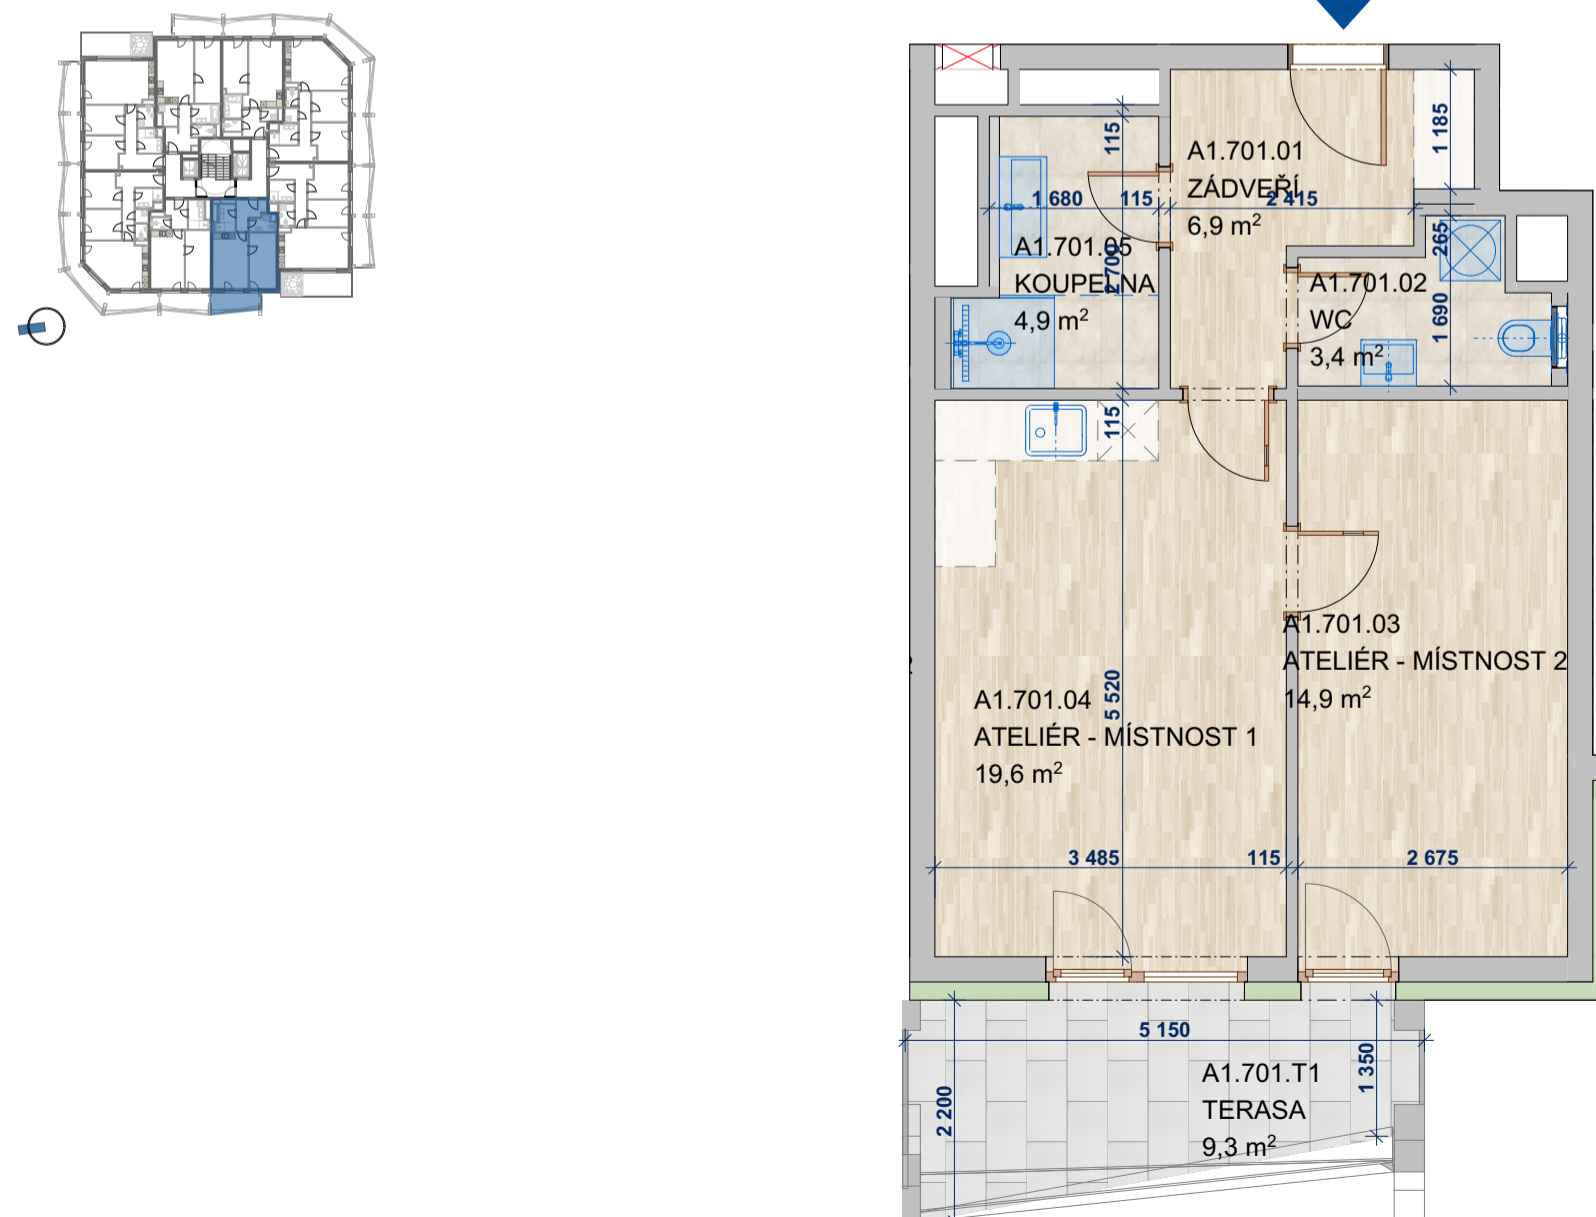 A1.701.01
ZÁDVEŘÍ
6,9 m²
1 185
115
1 680
115
2 415
A1.701.05
KOUPELNA
4,9 m²
2 700
265
A1.701.02
WC
3,4 m²
1 690
115
A1.701.03
ATELIÉR - MÍSTNOST 2
14,9 m²
5 520
A1.701.04
ATELIÉR - MÍSTNOST 1
19,6 m²
3 485
115
2 675
5 150
1 350
2 200
A1.701.T1
TERASA
9,3 m²